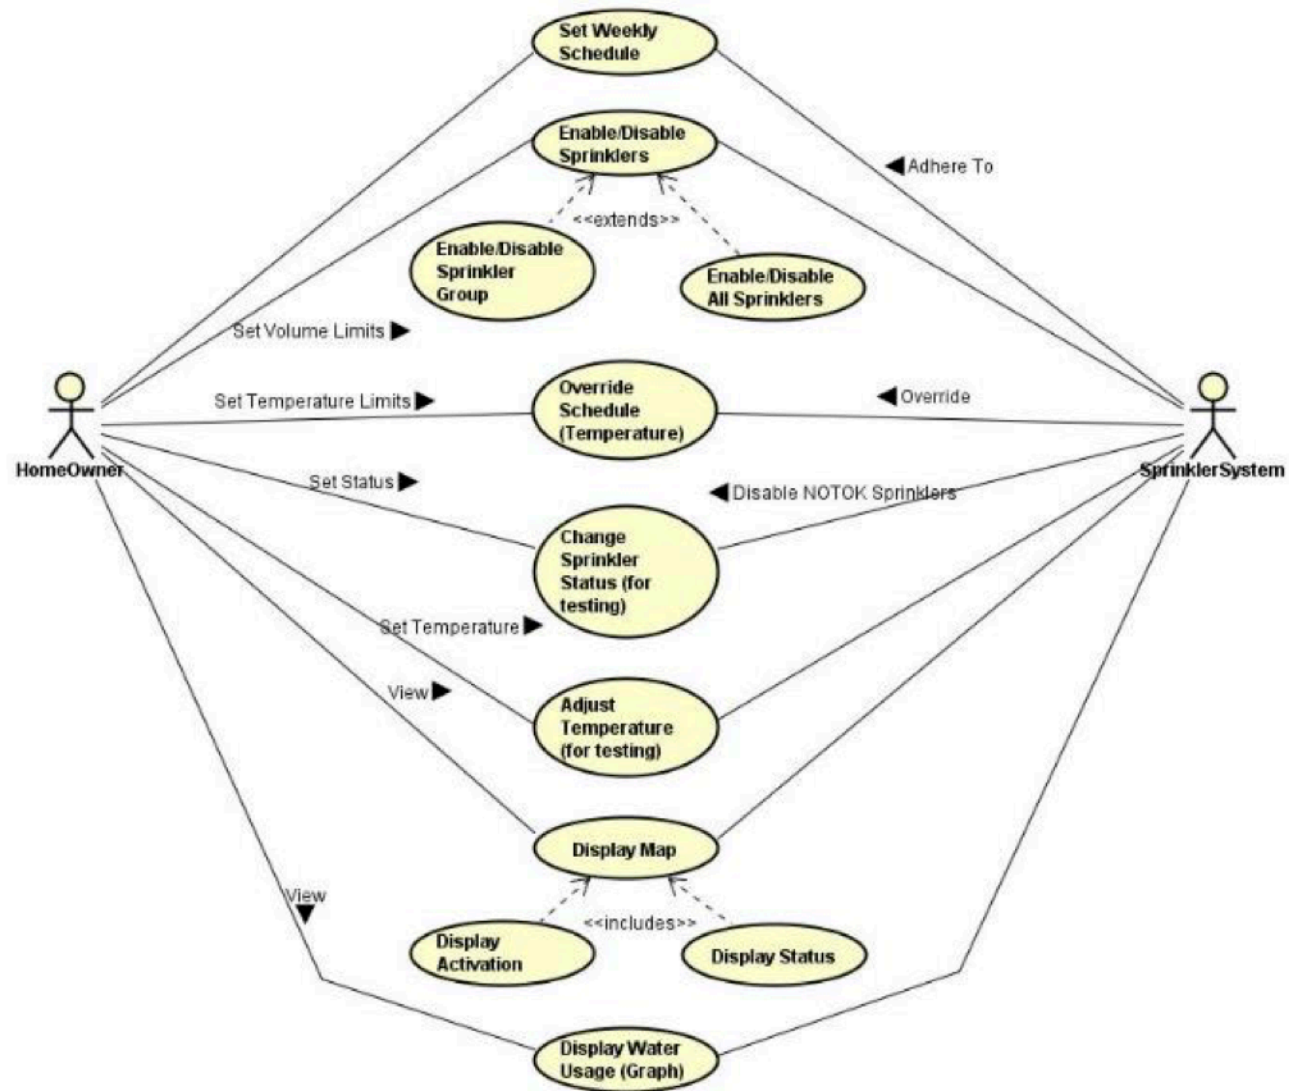 Set Weekly
Schedule
Enable/Disable
Sprinklers
◀ Adhere To
<<extends>>
Enable/Disable
Sprinkler
Group
Enable/Disable
All Sprinklers
Set Volume Limits ▶
Set Temperature Limits ▶
Override
Schedule
(Temperature)
◀ Override
HomeOwner
SprinklerSystem
Set Status ▶
◀ Disable NOTOK Sprinklers
Change
Sprinkler
Status (for
testing)
Set Temperature ▶
View ▶
Adjust
Temperature
(for testing)
Display Map
View
▼
<<includes>>
Display
Activation
Display Status
Display Water
Usage (Graph)